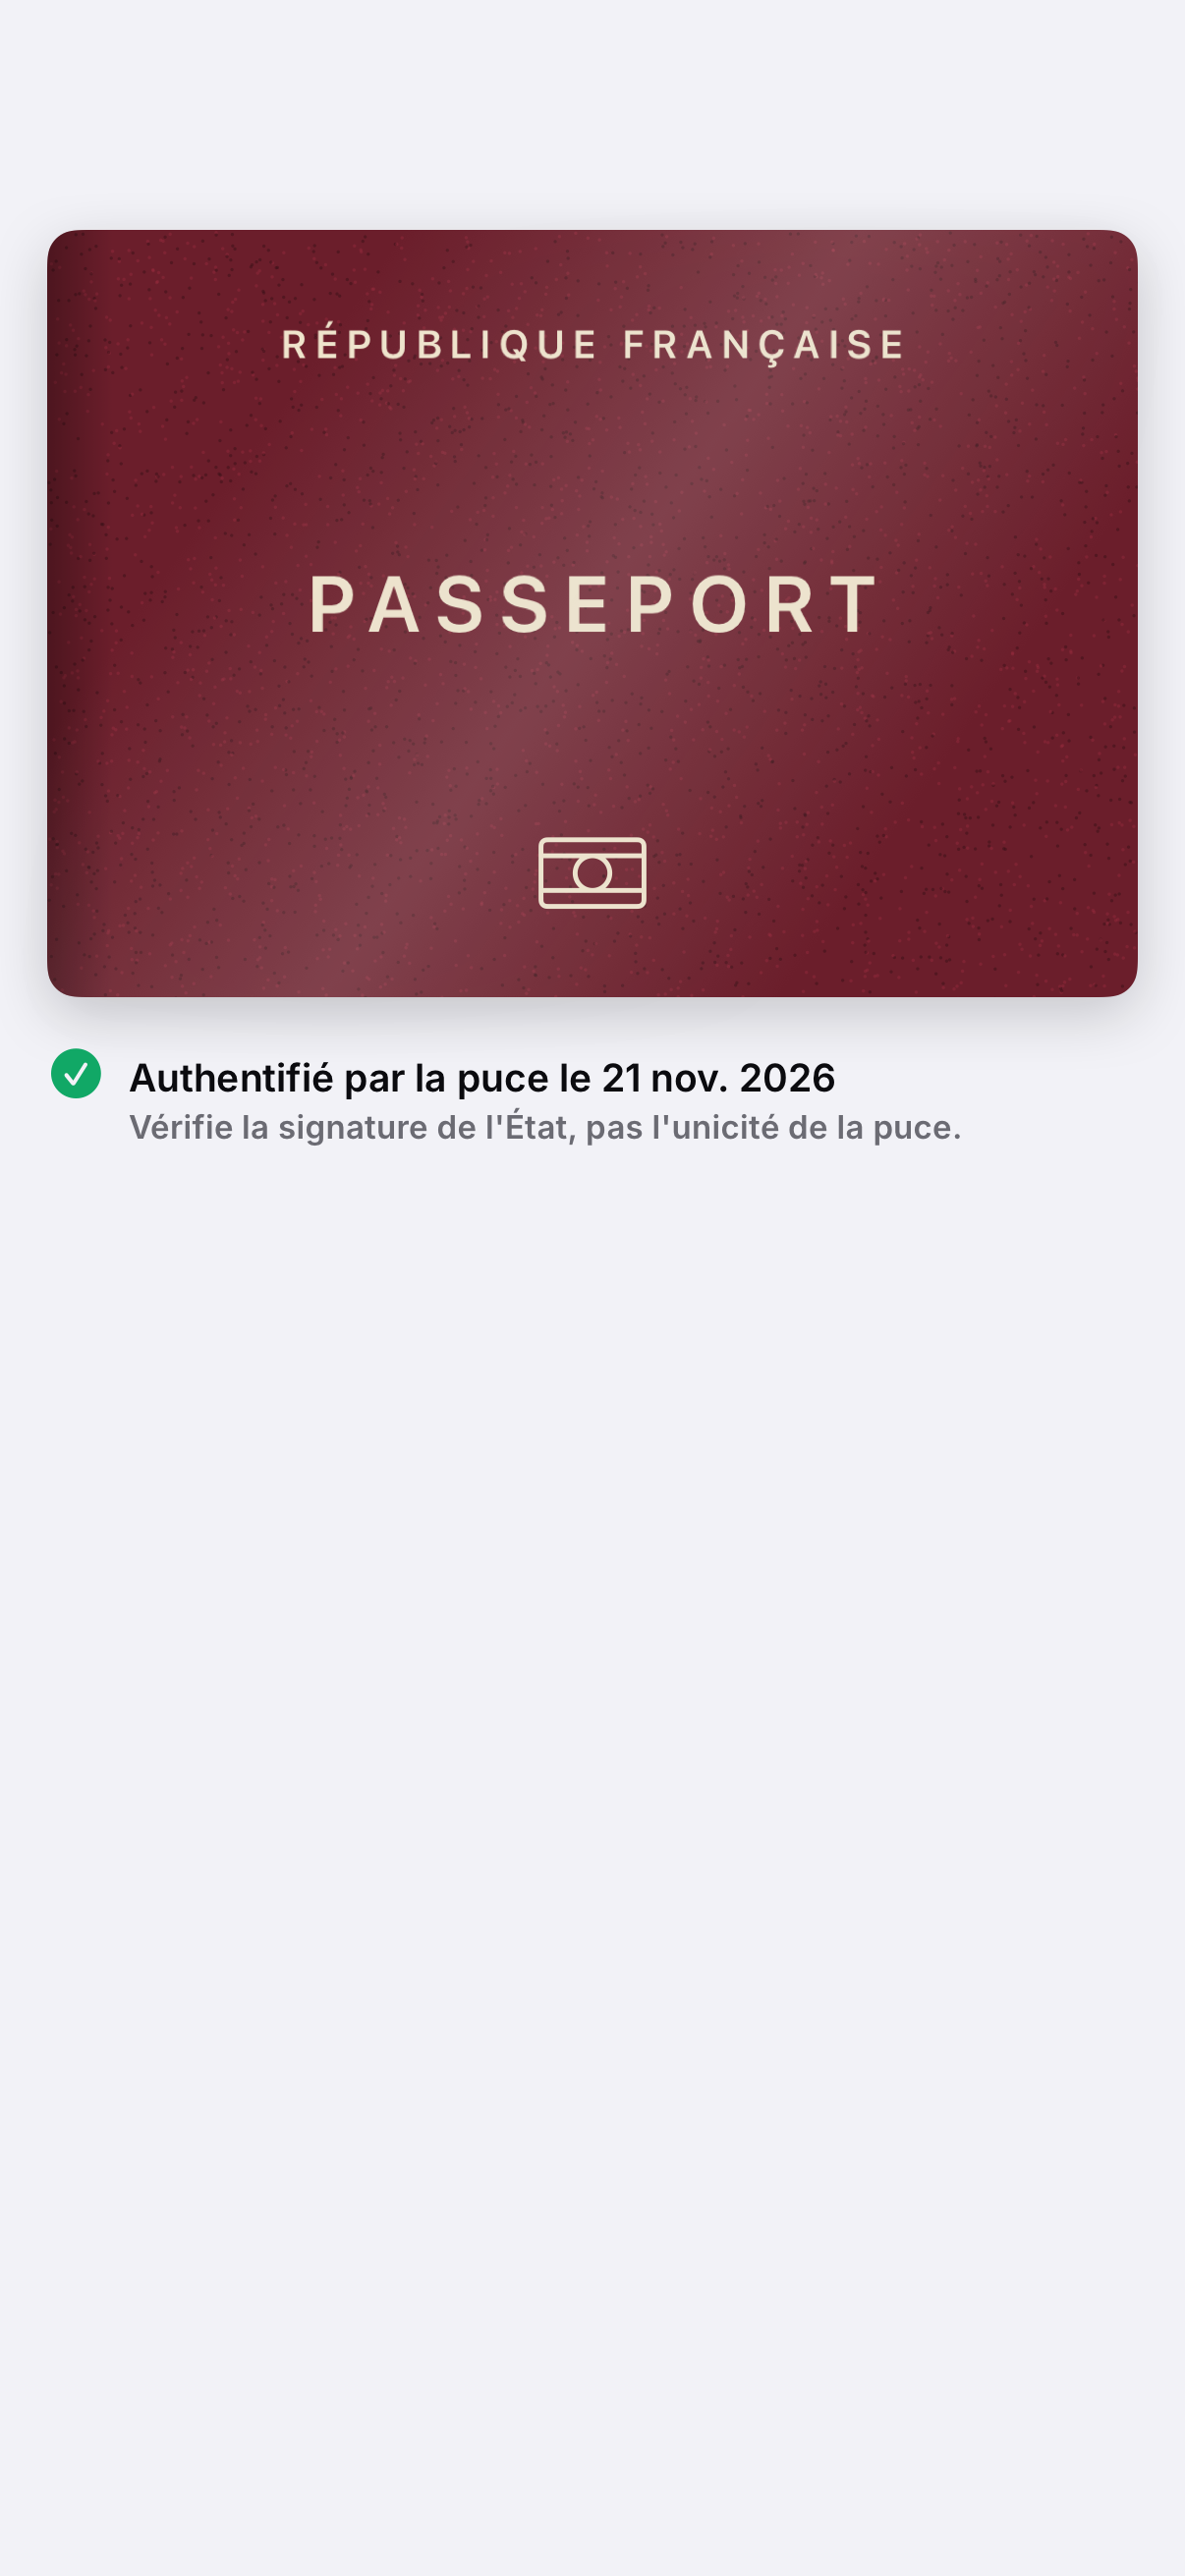 RÉPUBLIQUE FRANÇAISE
PASSEPORT
Authentifié par la puce le 21 nov. 2026
Vérifie la signature de l'État, pas l'unicité de la puce.